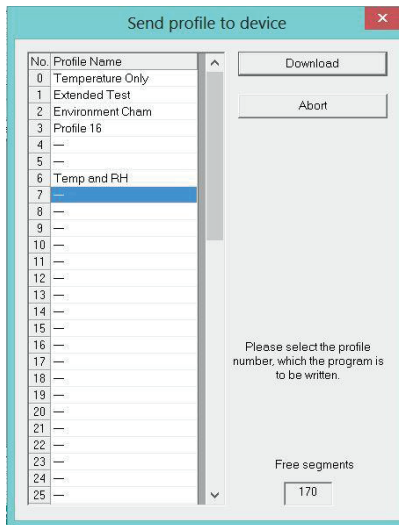 Send profile to device
No. Profile Name
0 Temperature Only
1 Extended Test
2 Environment Cham
3 Profile 16
4 —
5 —
6 Temp and RH
7 —
8 —
9 —
10 —
11 —
12 —
13 —
14 —
15 —
16 —
17 —
18 —
19 —
20 —
21 —
22 —
23 —
24 —
25 —
Download
Abort
Please select the profile
number, which the program is
to be written.
Free segments
170